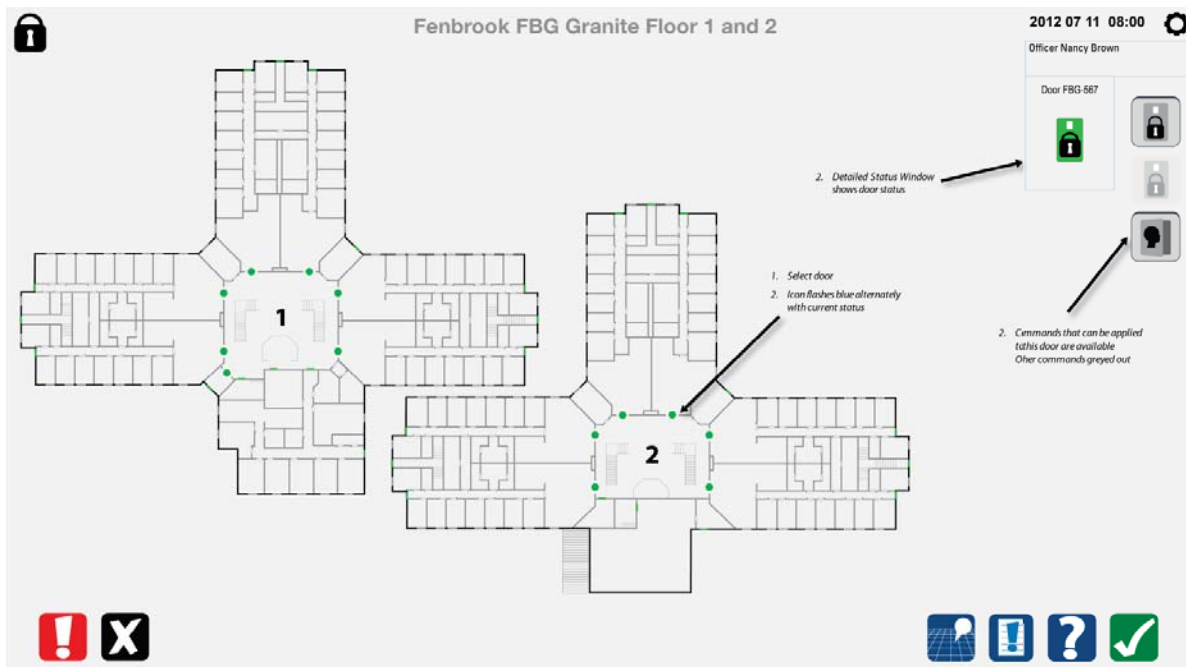 Fenbrook FBG Granite Floor 1 and 2
2012 07 11 08:00
Officer Nancy Brown
Door FBG-567
2. Detailed Status Window
shows door status
1. Select door
2. Icon flashes blue alternately
with current status
2. Cmmands that can be applied
tathis door are available
Oher commands greyed out
1
2